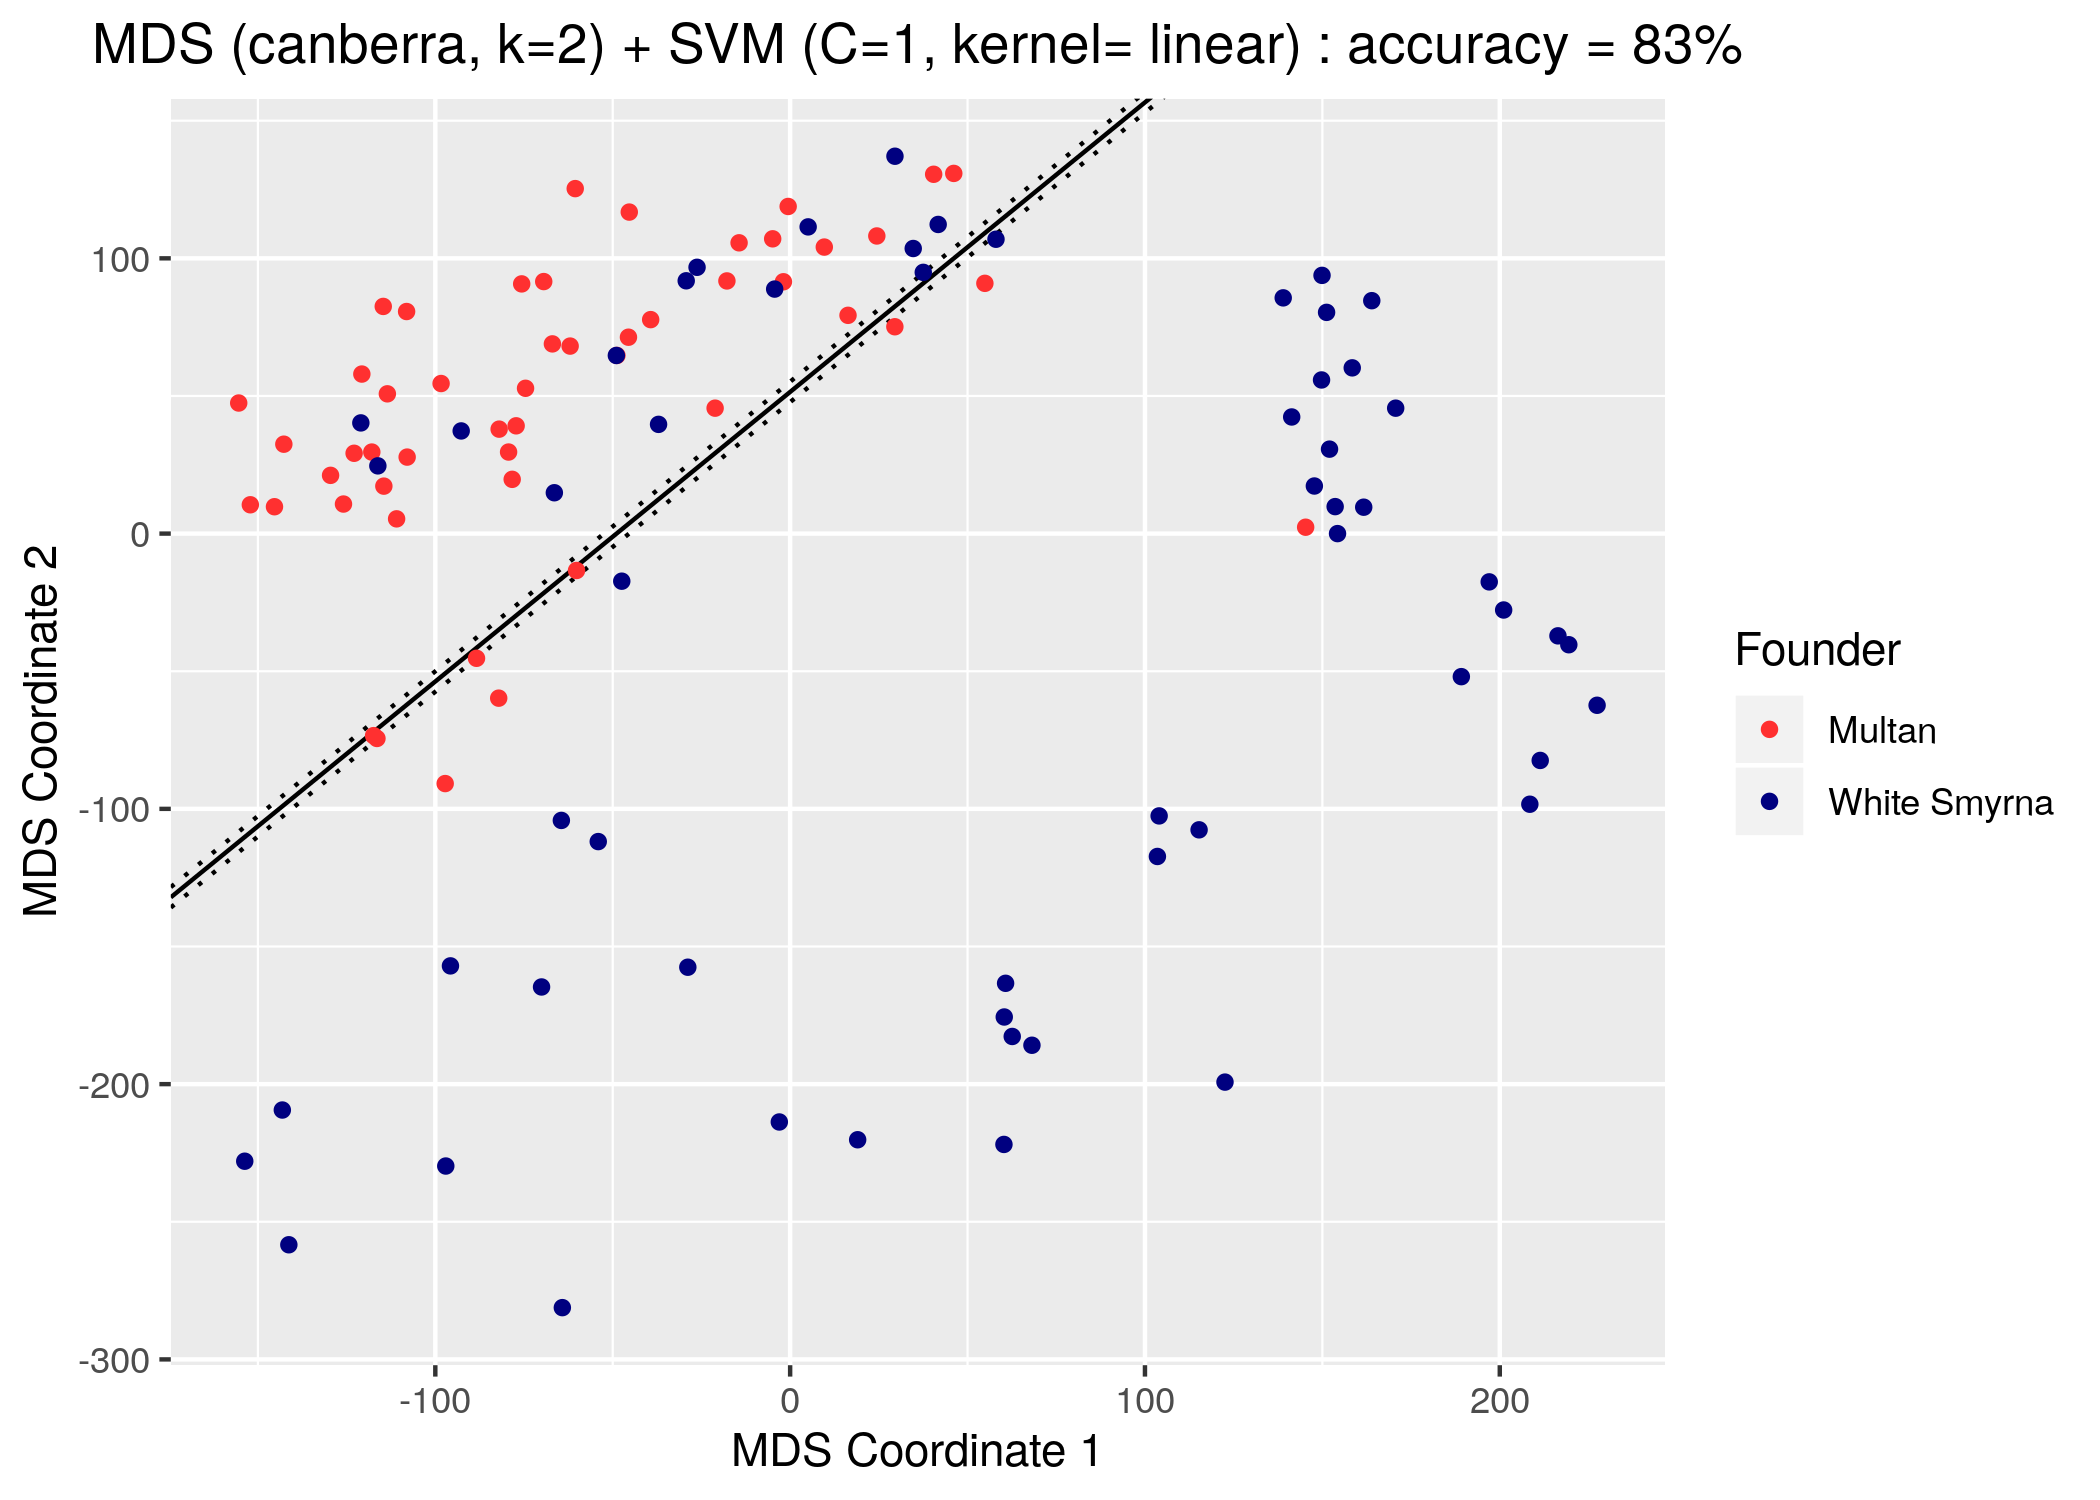 MDS (canberra, k=2) + SVM (C=1, kernel= linear) : accuracy = 83%
MDS Coordinate 2
100
0
-100
-200
-300
-100
0
100
200
MDS Coordinate 1
Founder
Multan
White Smyrna